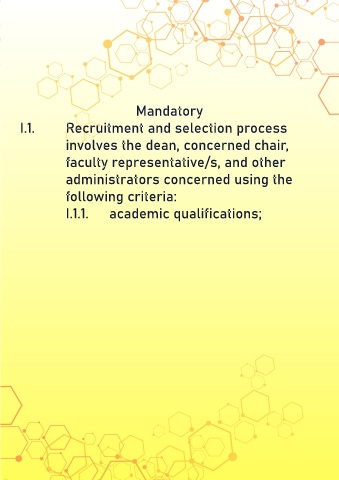 Mandatory
I.1. Recruitment and selection process
involves the dean, concerned chair,
faculty representative/s, and other
administrators concerned using the
following criteria:
I.1.1. academic qualifications;